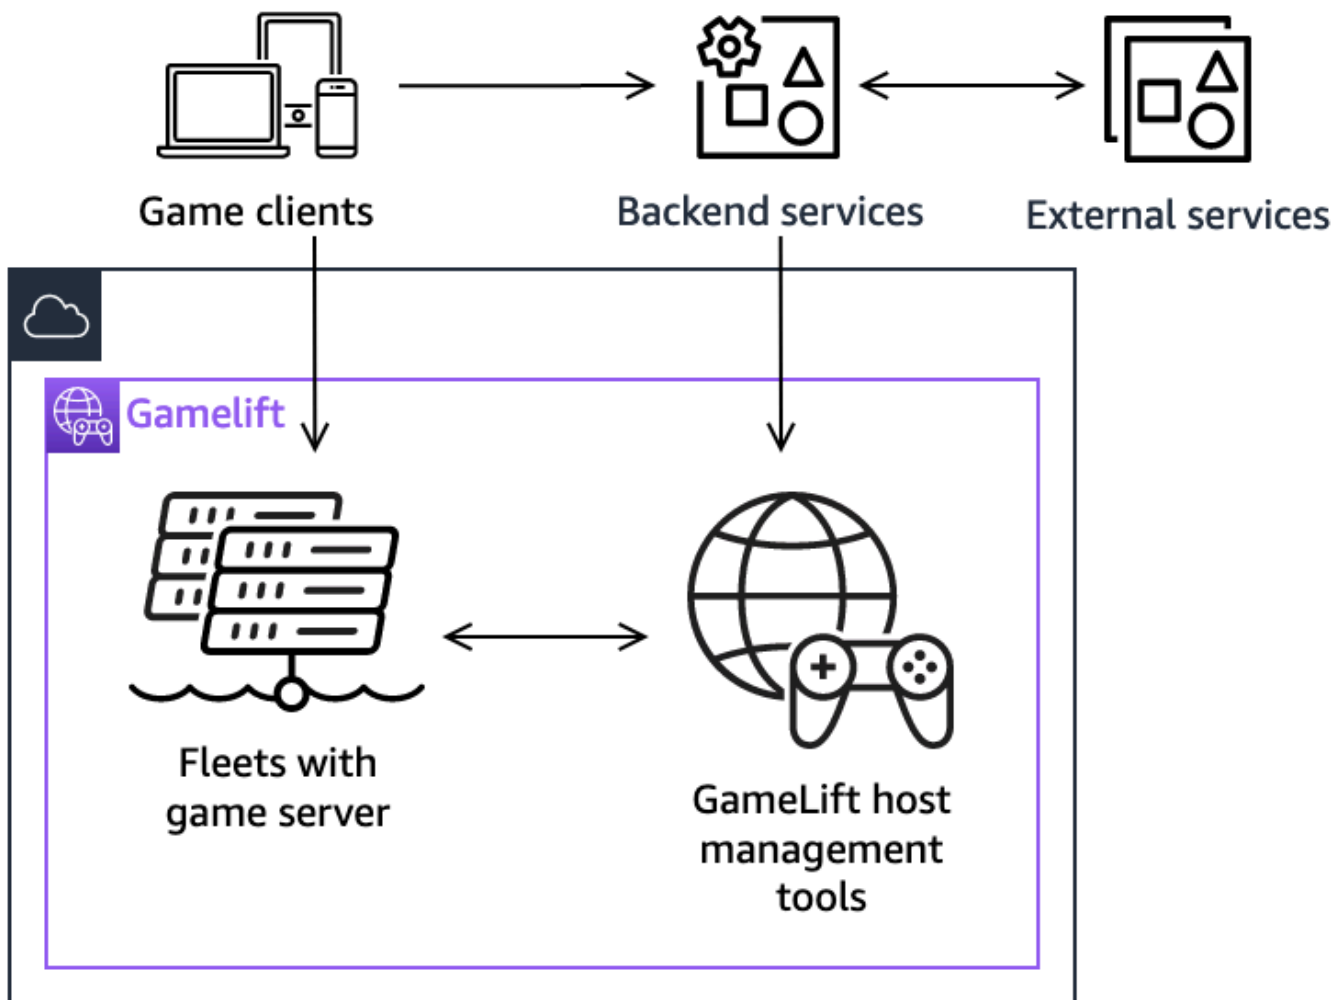 Game clients
Backend services
External services
Gamelift
Fleets with
game server
GameLift host
management
tools